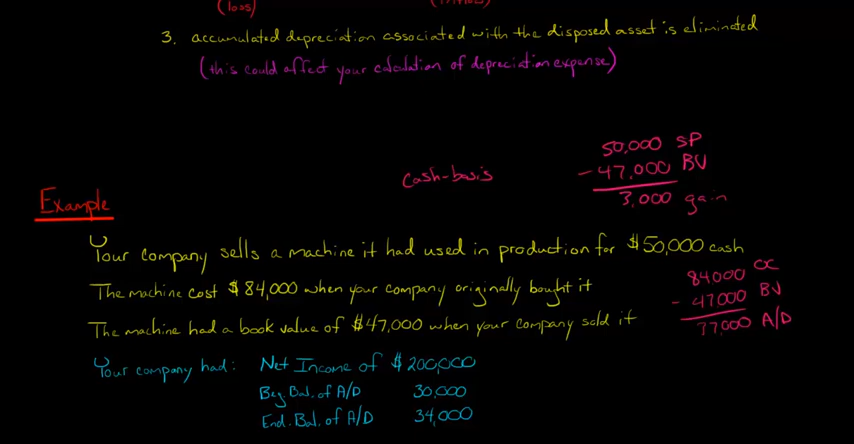 (loss)
3. accumulated depreciation associated with the disposed asset is eliminated
(this could affect your calculation of depreciation expense)
50,000 SP
cash-basis
- 47,000 BV
3,000 gain
Example
Your company sells a machine it had used in production for $50,000 cash
84000 OC
The machine cost $84,000 when your company originally bought it
- 47000 BV
The machine had a book value of $47,000 when your company sold it
37,000 A/D
Your company had: Net Income of $200,000
Beg. Bal. of A/D 30,000
End. Bal. of A/D 34,000